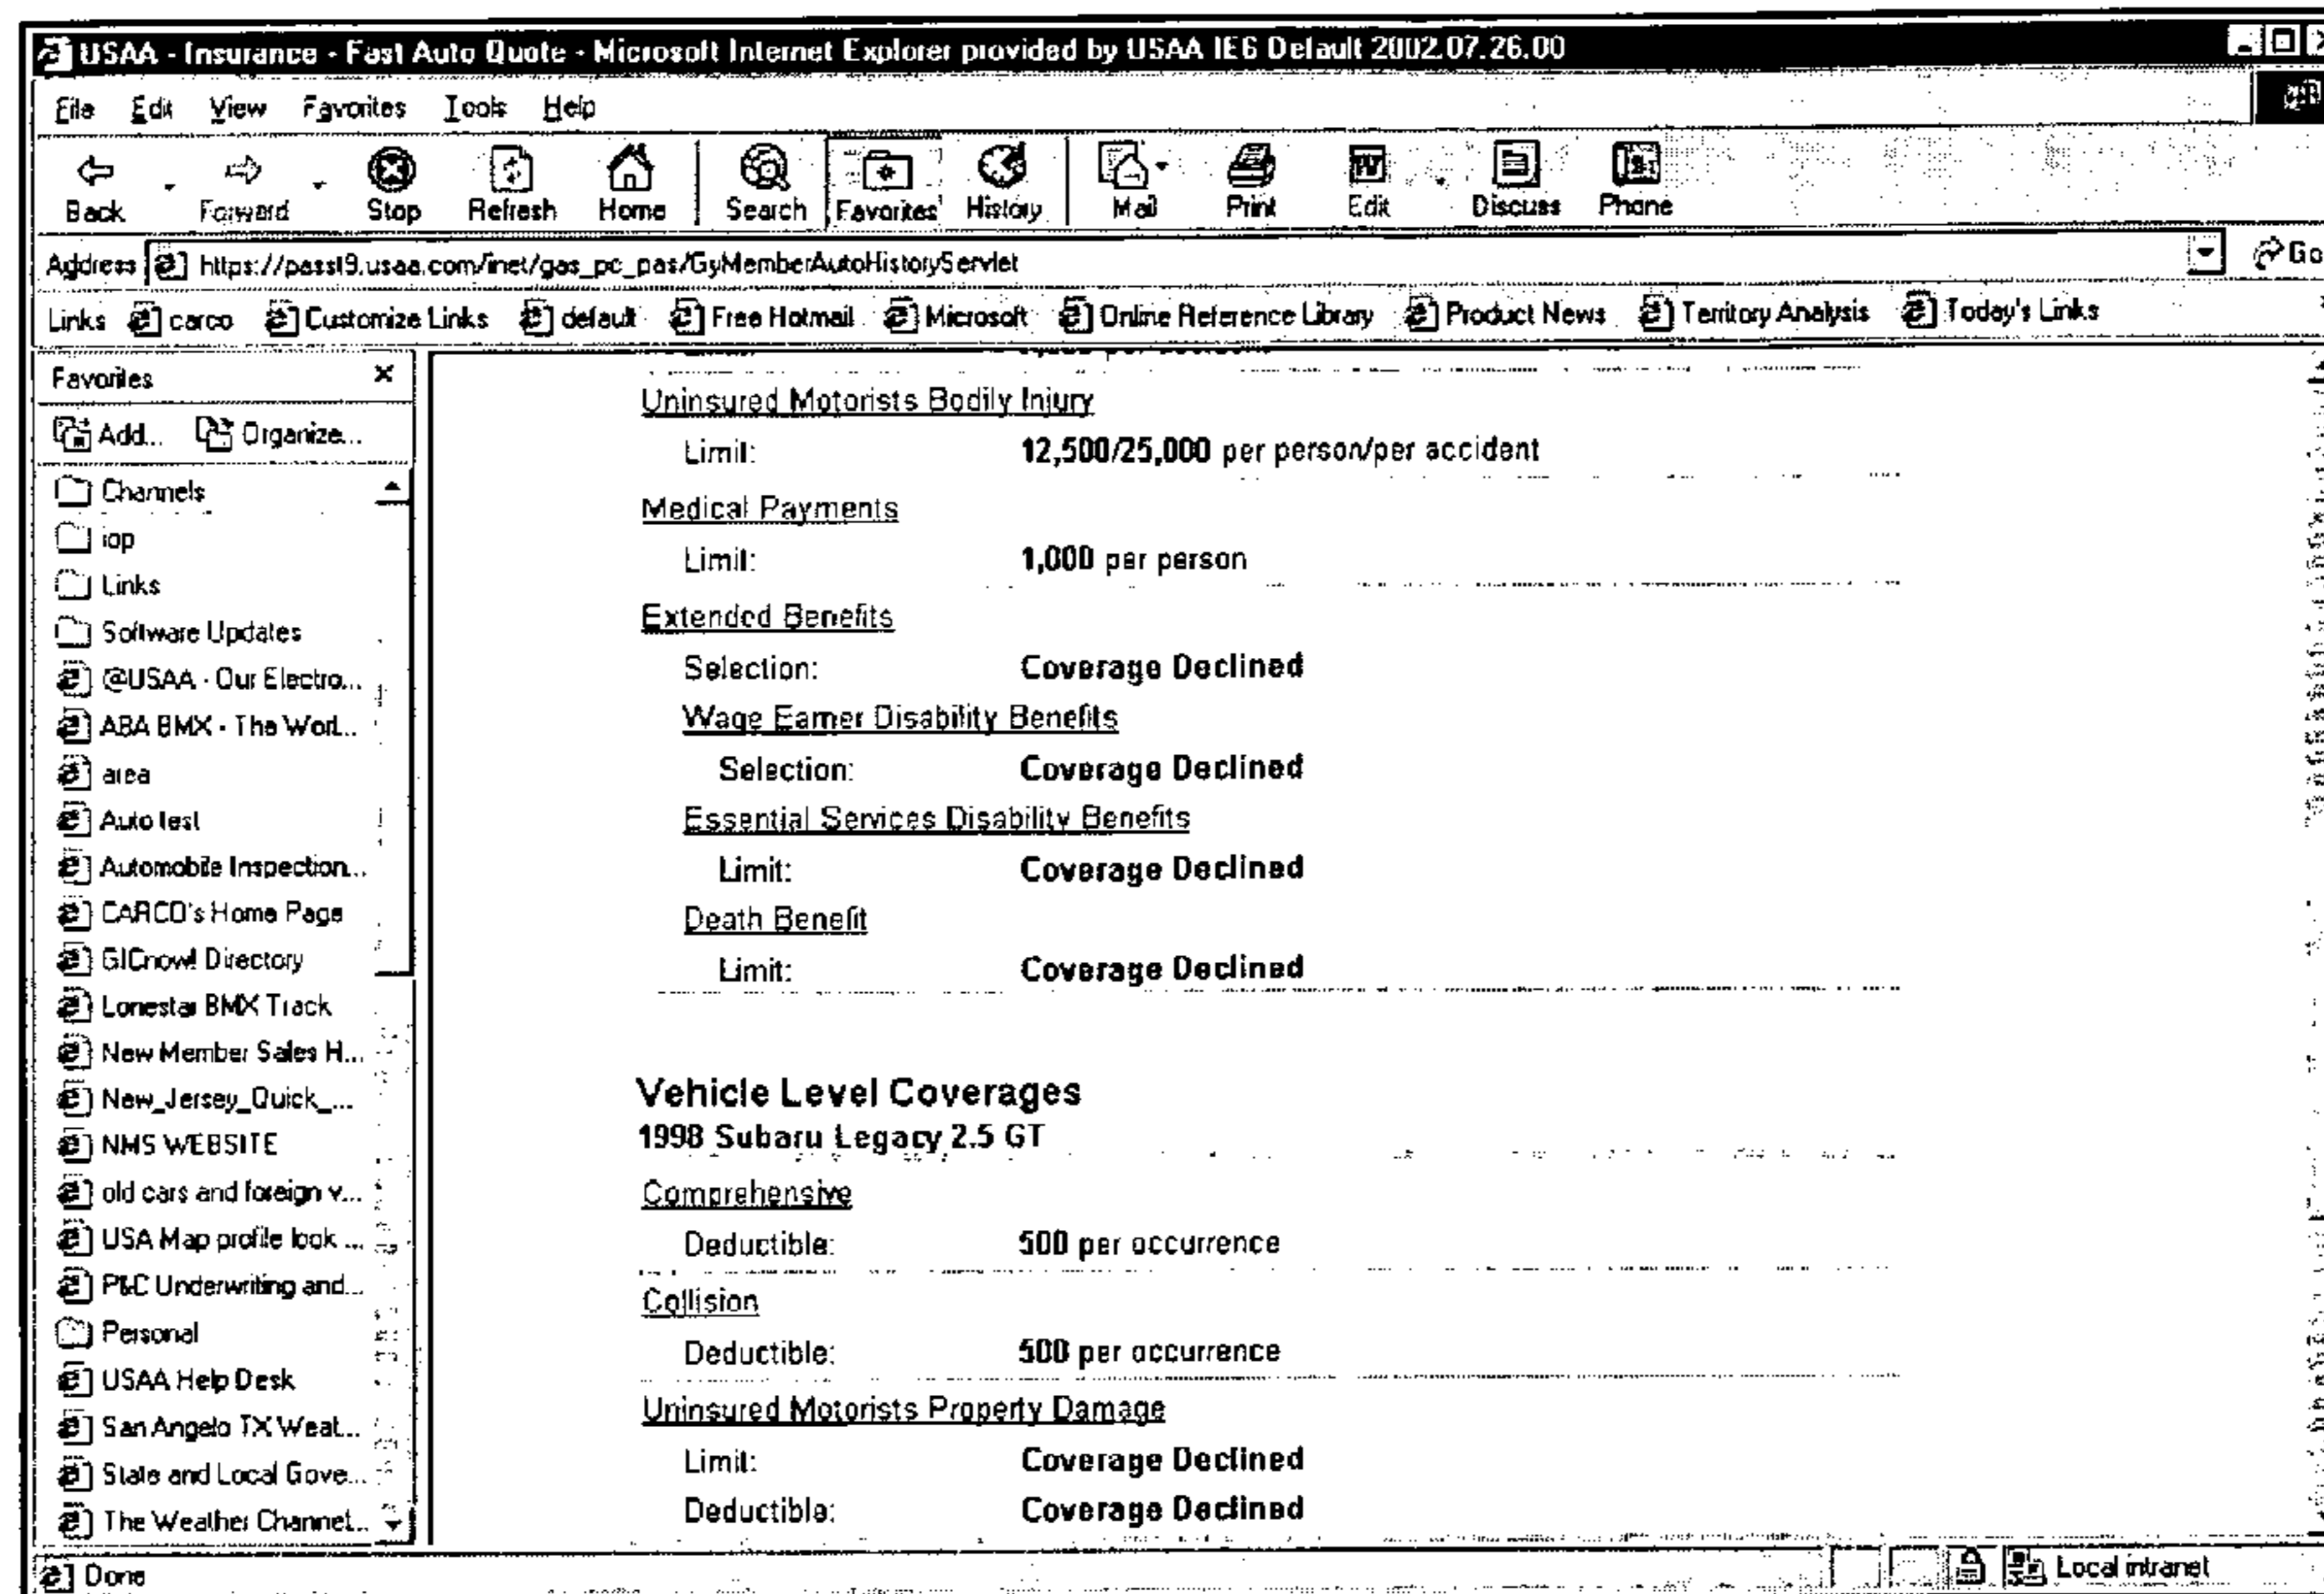 USAA - Insurance - Fast Auto Quote - Microsoft Internet Explorer provided by USAA IE6 Default 2002.07.26.00
File Edit View Favorites Tools Help
Back Forward Stop Refresh Home Search Favorites History Mail Print Edit Discuss Phone
Address https://passt9.usaa.com/inet/gas_pc_pas/GyMemberAutoHistoryServlet Go
Links carco Customize Links default Free Hotmail Microsoft Online Reference Library Product News Territory Analysis Today's Links
Favorites
Add... Organize...
Channels
iop
Links
Software Updates
@USAA - Our Electro...
ABA BMX - The Worl...
area
Auto test
Automobile Inspection...
CARCO's Home Page
GICnow! Directory
Lonestar BMX Track
New Member Sales H...
New_Jersey_Quick_...
NMS WEBSITE
old cars and foreign v...
USA Map profile look ...
P&C Underwriting and...
Personal
USAA Help Desk
San Angelo TX Weat...
State and Local Gove...
The Weather Channel...
Uninsured Motorists Bodily Injury
Limit: 12,500/25,000 per person/per accident
Medical Payments
Limit: 1,000 per person
Extended Benefits
Selection: Coverage Declined
Wage Earner Disability Benefits
Selection: Coverage Declined
Essential Services Disability Benefits
Limit: Coverage Declined
Death Benefit
Limit: Coverage Declined
Vehicle Level Coverages
1998 Subaru Legacy 2.5 GT
Comprehensive
Deductible: 500 per occurrence
Collision
Deductible: 500 per occurrence
Uninsured Motorists Property Damage
Limit: Coverage Declined
Deductible: Coverage Declined
Done Local intranet